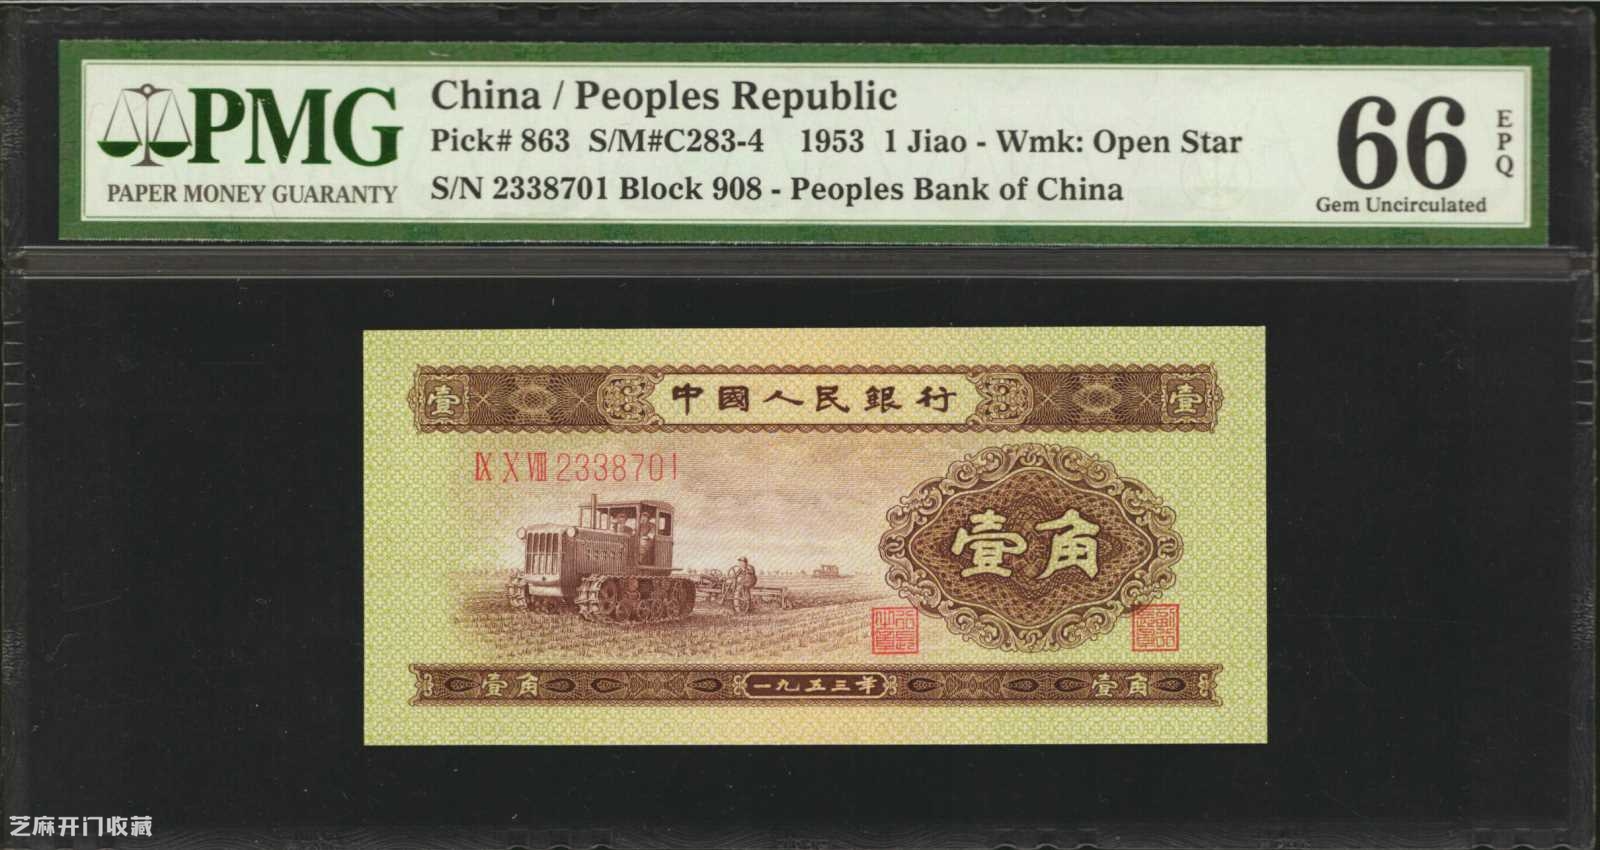 PMG
PAPER MONEY GUARANTY
China / Peoples Republic
Pick# 863 S/M#C283-4 1953 1 Jiao - Wmk: Open Star
S/N 2338701 Block 908 - Peoples Bank of China
66
EPQ
Gem Uncirculated
壹 中國人民銀行 壹
IX X VIII 2338701
壹角
壹角 一九五三年 壹角
芝麻开门收藏